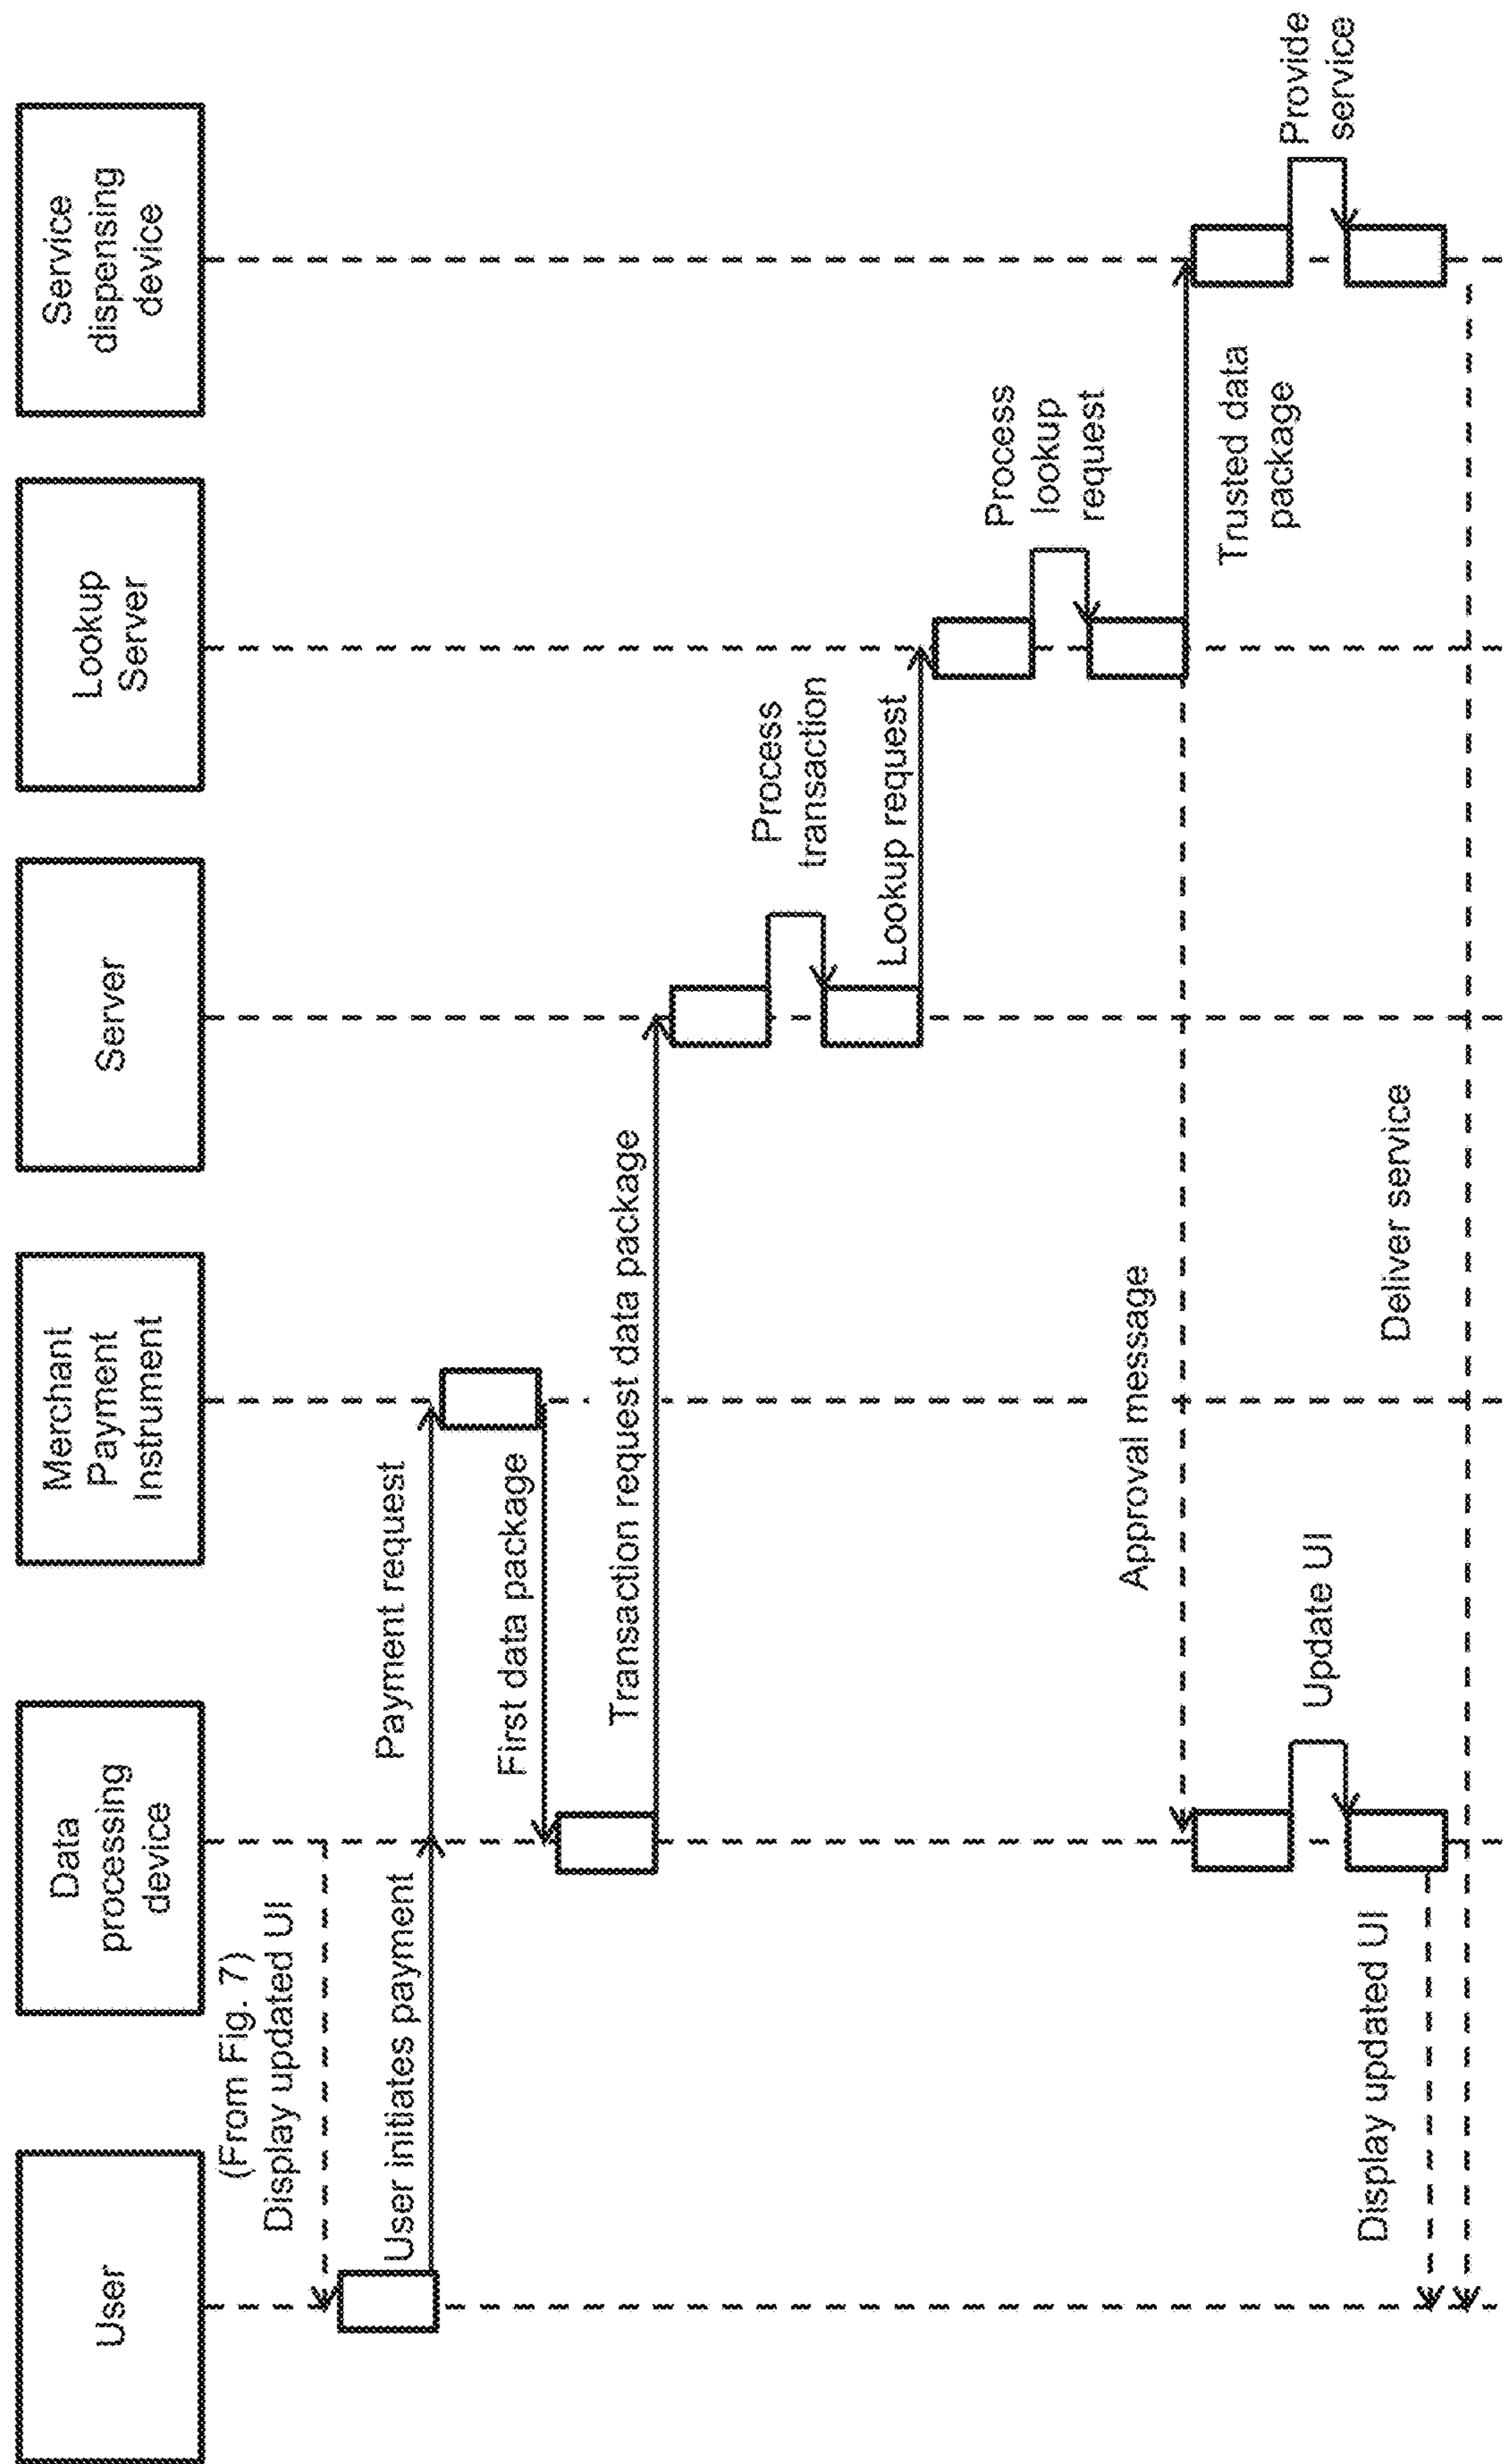 User
Data
processing
device
Merchant
Payment
Instrument
Server
Lookup
Server
Service
dispensing
device
(From Fig. 7)
Display updated UI
User initiates payment
Payment request
First data package
Transaction request data package
Process
transaction
Lookup request
Process
lookup
request
Approval message
Trusted data
package
Update UI
Provide
service
Display updated UI
Deliver service